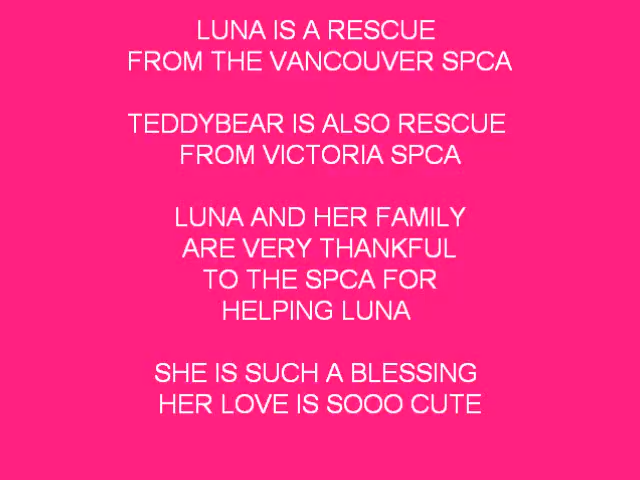 LUNA IS A RESCUE
FROM THE VANCOUVER SPCA
TEDDYBEAR IS ALSO RESCUE
FROM VICTORIA SPCA
LUNA AND HER FAMILY
ARE VERY THANKFUL
TO THE SPCA FOR
HELPING LUNA
SHE IS SUCH A BLESSING
HER LOVE IS SOOO CUTE